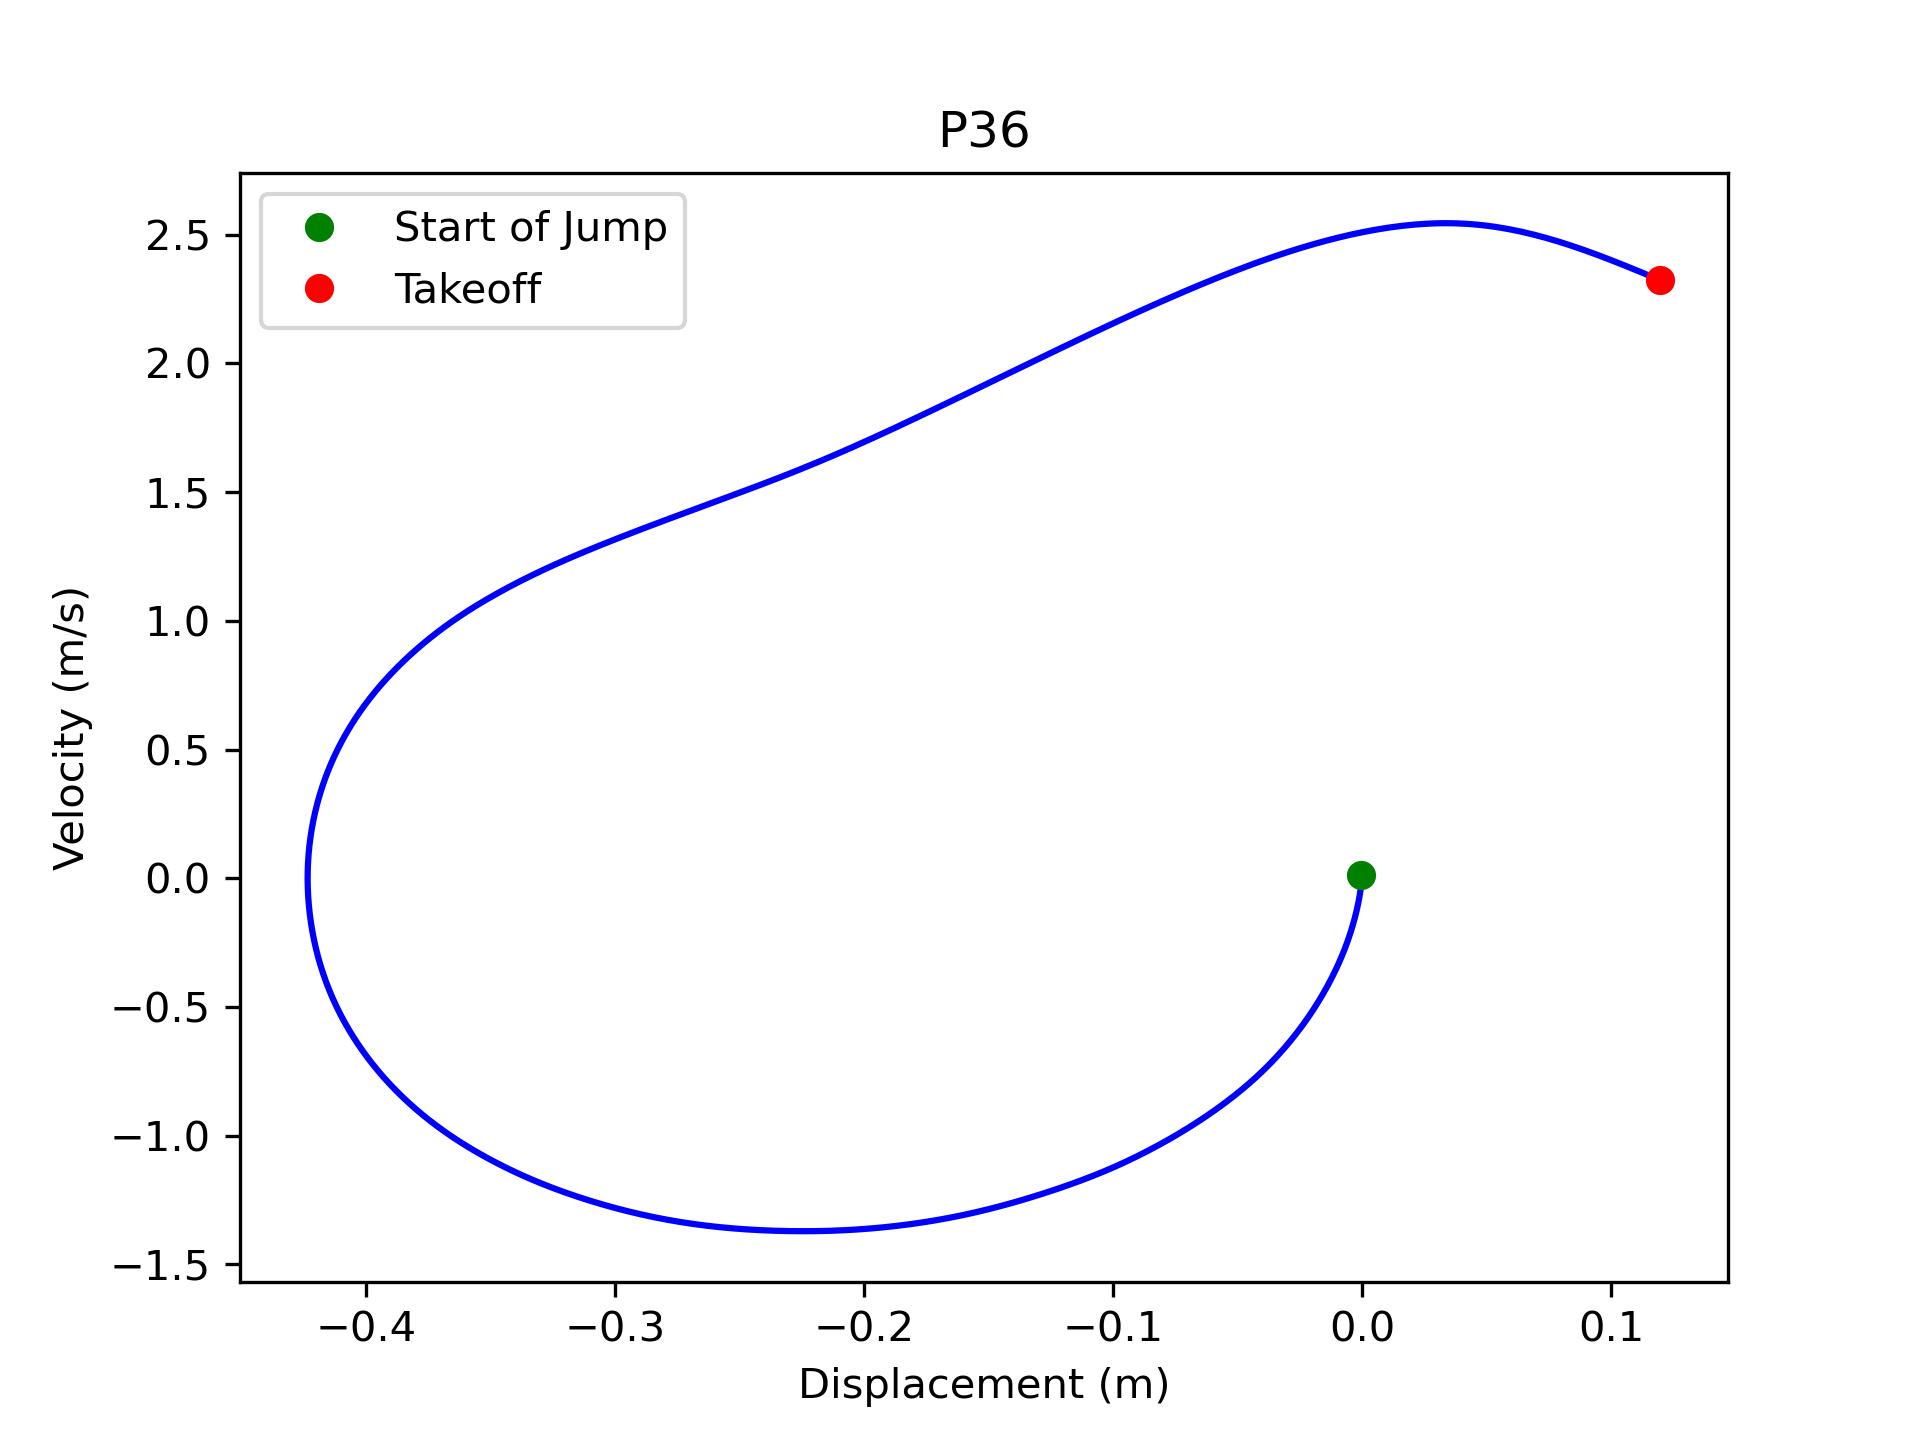 P36
Start of Jump
Takeoff
Velocity (m/s)
2.5
2.0
1.5
1.0
0.5
0.0
−0.5
−1.0
−1.5
−0.4 −0.3 −0.2 −0.1 0.0 0.1
Displacement (m)